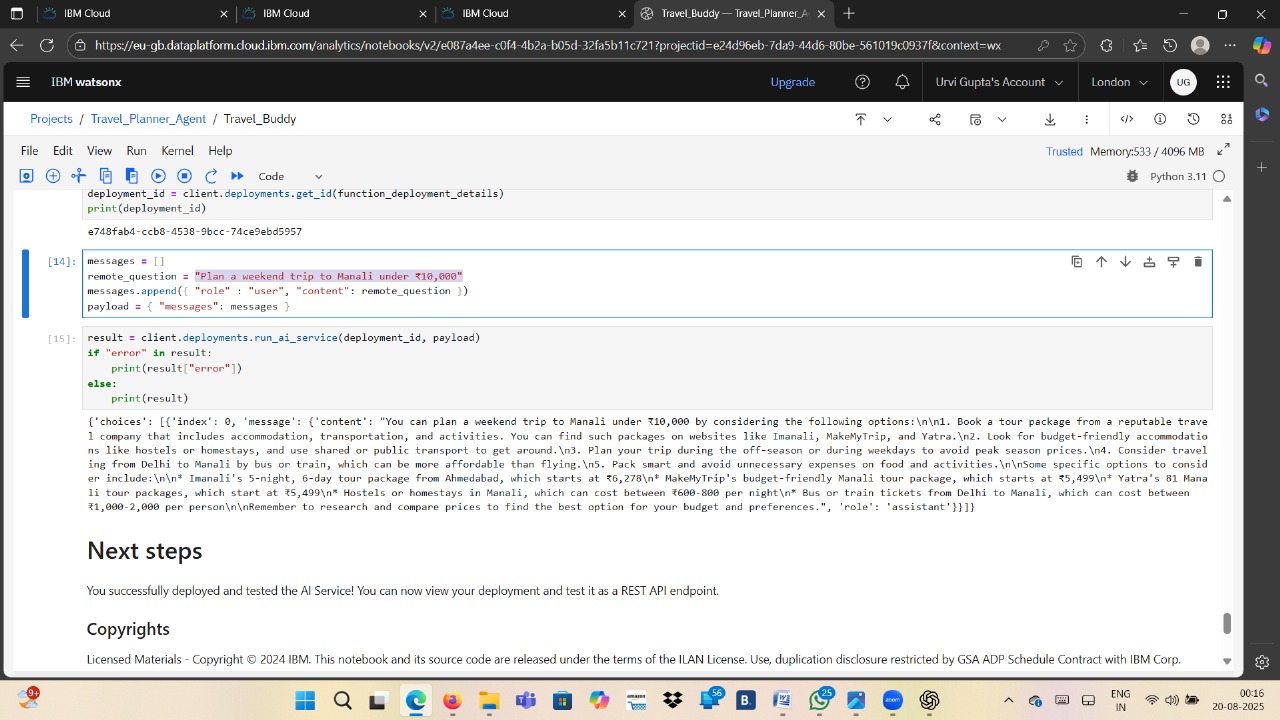 IBM Cloud
IBM Cloud
IBM Cloud
Travel_Buddy — Travel_Planner_A
https://eu-gb.dataplatform.cloud.ibm.com/analytics/notebooks/v2/e087a4ee-c0f4-4b2a-b05d-32fa5b11c721?projectid=e24d96eb-7da9-44d6-80be-561019c0937f&context=wx
IBM watsonx
Upgrade
Urvi Gupta's Account
London
UG
Projects / Travel_Planner_Agent / Travel_Buddy
File Edit View Run Kernel Help
Trusted Memory:533 / 4096 MB
Code
Python 3.11
deployment_id = client.deployments.get_id(function_deployment_details)
print(deployment_id)
e748fab4-ccb8-4538-9bcc-74ce9ebd5957
[14]:
messages = []
remote_question = "Plan a weekend trip to Manali under ₹10,000"
messages.append({ "role" : "user", "content": remote_question })
payload = { "messages": messages }
[15]:
result = client.deployments.run_ai_service(deployment_id, payload)
if "error" in result:
    print(result["error"])
else:
    print(result)
{'choices': [{'index': 0, 'message': {'content': "You can plan a weekend trip to Manali under ₹10,000 by considering the following options:\n\n1. Book a tour package from a reputable trave
l company that includes accommodation, transportation, and activities. You can find such packages on websites like Imanali, MakeMyTrip, and Yatra.\n2. Look for budget-friendly accommodatio
ns like hostels or homestays, and use shared or public transport to get around.\n3. Plan your trip during the off-season or during weekdays to avoid peak season prices.\n4. Consider travel
ing from Delhi to Manali by bus or train, which can be more affordable than flying.\n5. Pack smart and avoid unnecessary expenses on food and activities.\n\nSome specific options to consid
er include:\n\n* Imanali's 5-night, 6-day tour package from Ahmedabad, which starts at ₹6,278\n* MakeMyTrip's budget-friendly Manali tour package, which starts at ₹5,499\n* Yatra's 81 Mana
li tour packages, which start at ₹5,499\n* Hostels or homestays in Manali, which can cost between ₹600-800 per night\n* Bus or train tickets from Delhi to Manali, which can cost between
₹1,000-2,000 per person\n\nRemember to research and compare prices to find the best option for your budget and preferences.", 'role': 'assistant'}}]}
Next steps
You successfully deployed and tested the AI Service! You can now view your deployment and test it as a REST API endpoint.
Copyrights
Licensed Materials - Copyright © 2024 IBM. This notebook and its source code are released under the terms of the ILAN License. Use, duplication disclosure restricted by GSA ADP Schedule Contract with IBM Corp.
9+
amazon
56
B.
25
zoom
ENG
IN
00:16
20-08-2025